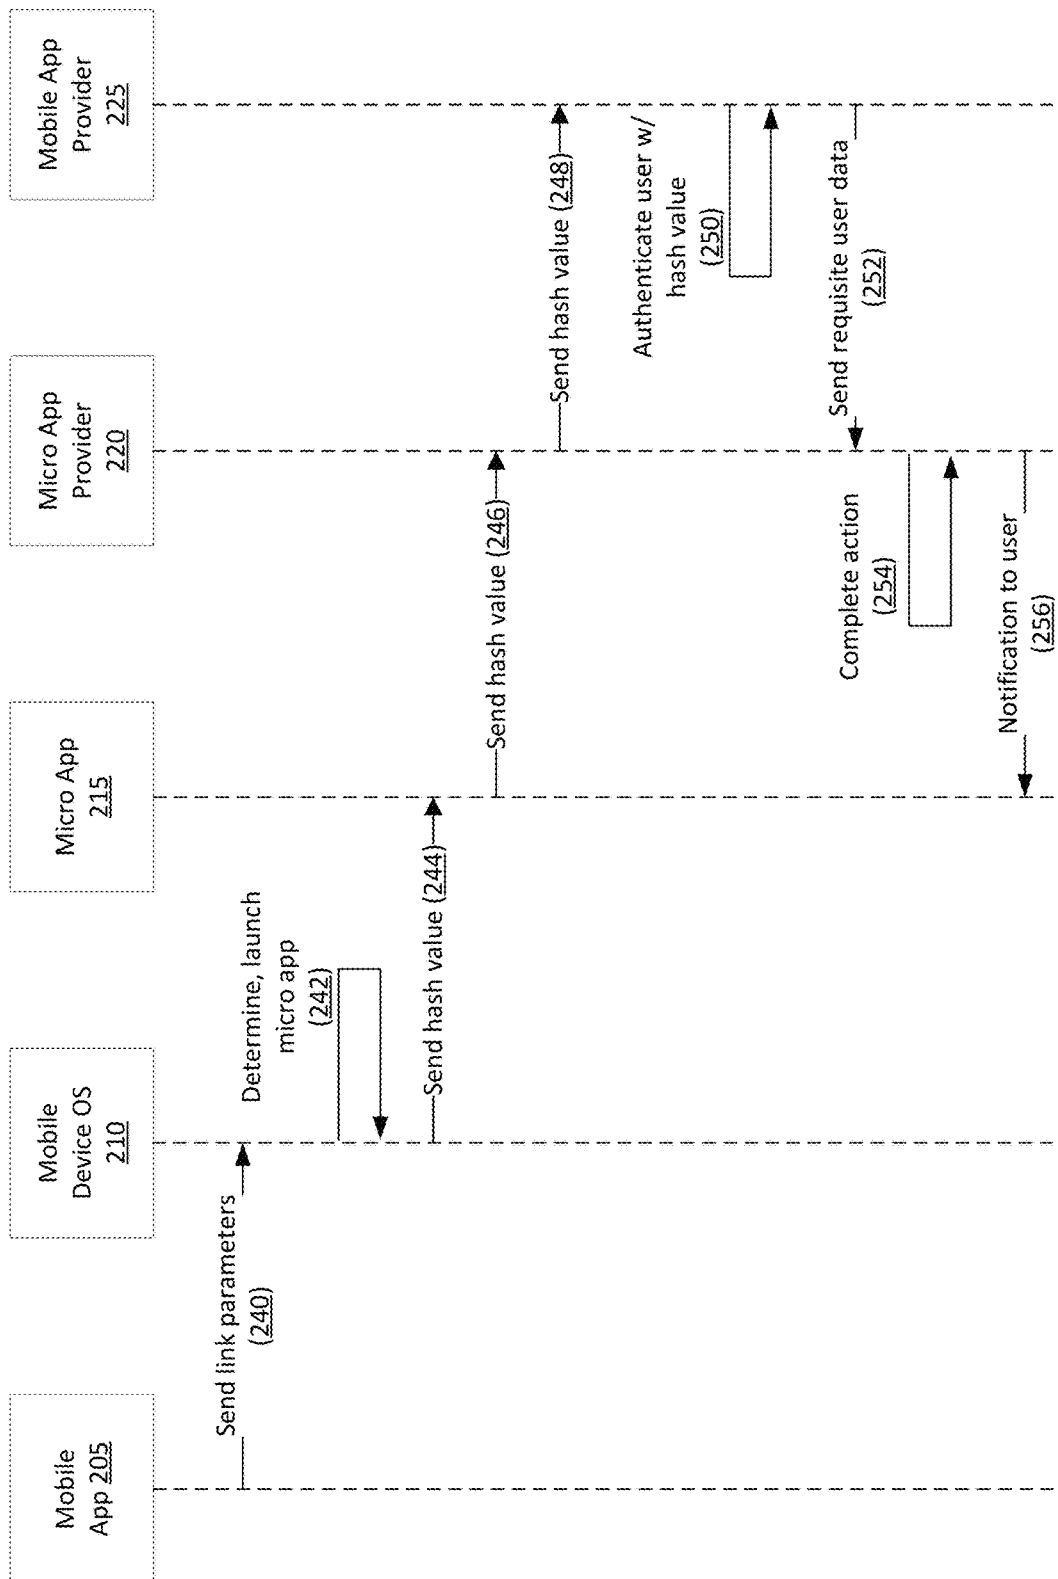 Mobile
App 205
Mobile
Device OS
210
Micro App
215
Micro App
Provider
220
Mobile App
Provider
225
Send link parameters
(240)
Determine, launch
micro app
(242)
Send hash value (244)
Send hash value (246)
Send hash value (248)
Authenticate user w/
hash value
(250)
Send requisite user data
(252)
Complete action
(254)
Notification to user
(256)